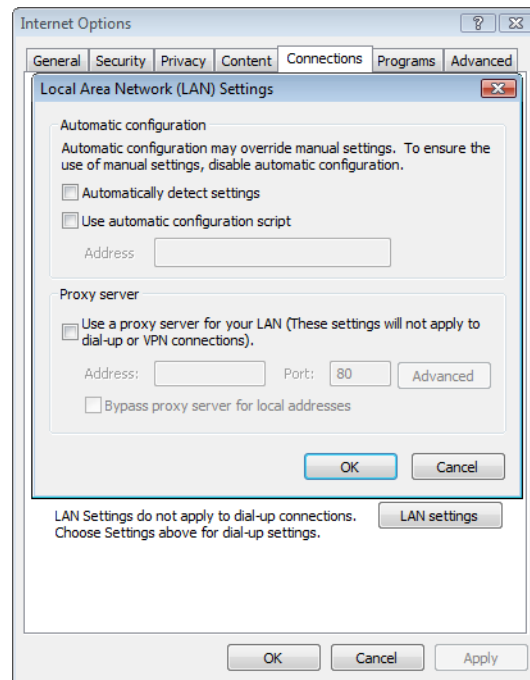 Internet Options
General Security Privacy Content Connections Programs Advanced
Local Area Network (LAN) Settings
Automatic configuration
Automatic configuration may override manual settings. To ensure the
use of manual settings, disable automatic configuration.
Automatically detect settings
Use automatic configuration script
Address
Proxy server
Use a proxy server for your LAN (These settings will not apply to
dial-up or VPN connections).
Address: Port: 80 Advanced
Bypass proxy server for local addresses
OK Cancel
LAN Settings do not apply to dial-up connections. LAN settings
Choose Settings above for dial-up settings.
OK Cancel Apply